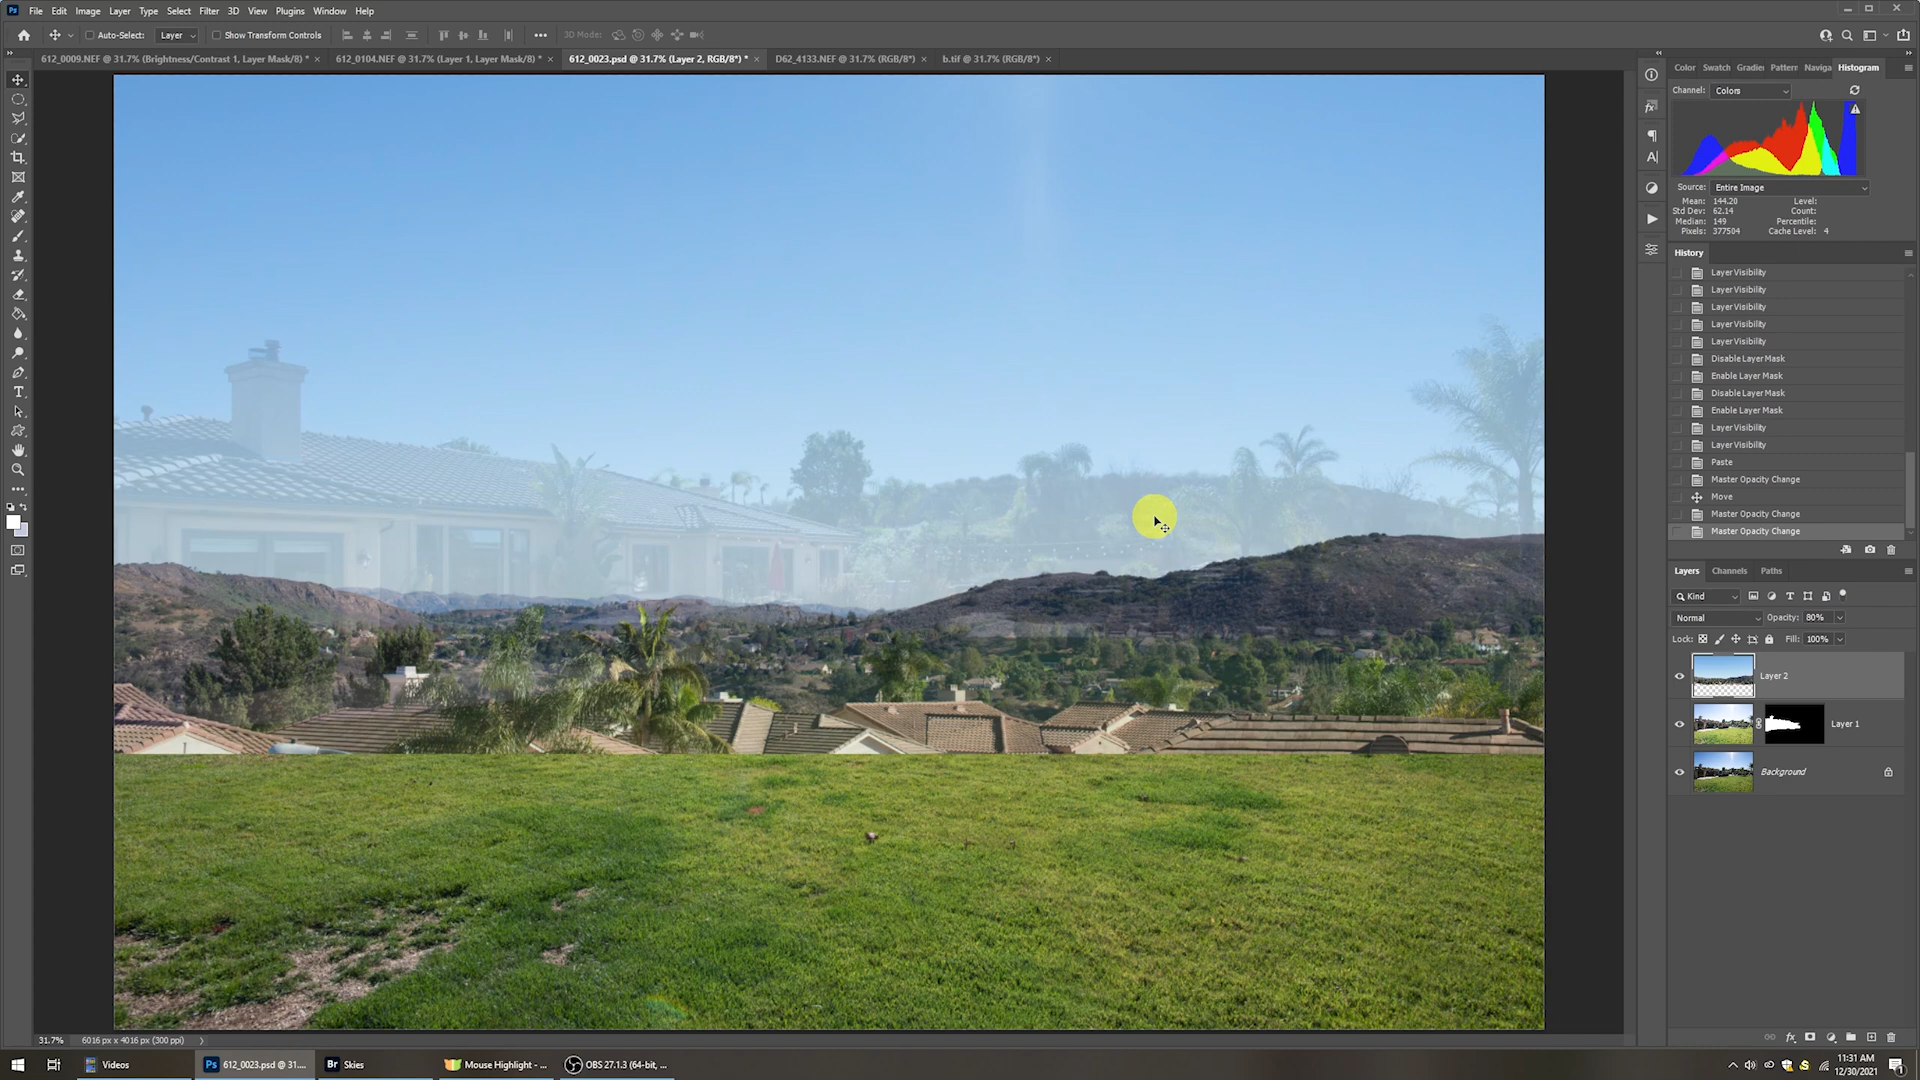 Ps File Edit Image Layer Type Select Filter 3D View Plugins Window Help
Auto-Select: Layer Show Transform Controls 3D Mode:
612_0009.NEF @ 31.7% (Brightness/Contrast 1, Layer Mask/8) * × 612_0104.NEF @ 31.7% (Layer 1, Layer Mask/8) * × 612_0023.psd @ 31.7% (Layer 2, RGB/8*) * × D62_4133.NEF @ 31.7% (RGB/8*) × b.tif @ 31.7% (RGB/8*) ×
Color Swatch Gradie Pattern Naviga Histogram
Channel: Colors
Source: Entire Image
Mean: 144.20 Level:
Std Dev: 62.14 Count:
Median: 149 Percentile:
Pixels: 377504 Cache Level: 4
History
Layer Visibility
Layer Visibility
Layer Visibility
Layer Visibility
Layer Visibility
Disable Layer Mask
Enable Layer Mask
Disable Layer Mask
Enable Layer Mask
Layer Visibility
Layer Visibility
Paste
Master Opacity Change
Move
Master Opacity Change
Master Opacity Change
Layers Channels Paths
Kind
Normal Opacity: 80%
Lock: Fill: 100%
Layer 2
Layer 1
Background
31.7% 6016 px x 4016 px (300 ppi)
Videos Ps 612_0023.psd @ 31.... Br Skies Mouse Highlight - ... OBS 27.1.3 (64-bit, ...
11:31 AM
12/30/2021